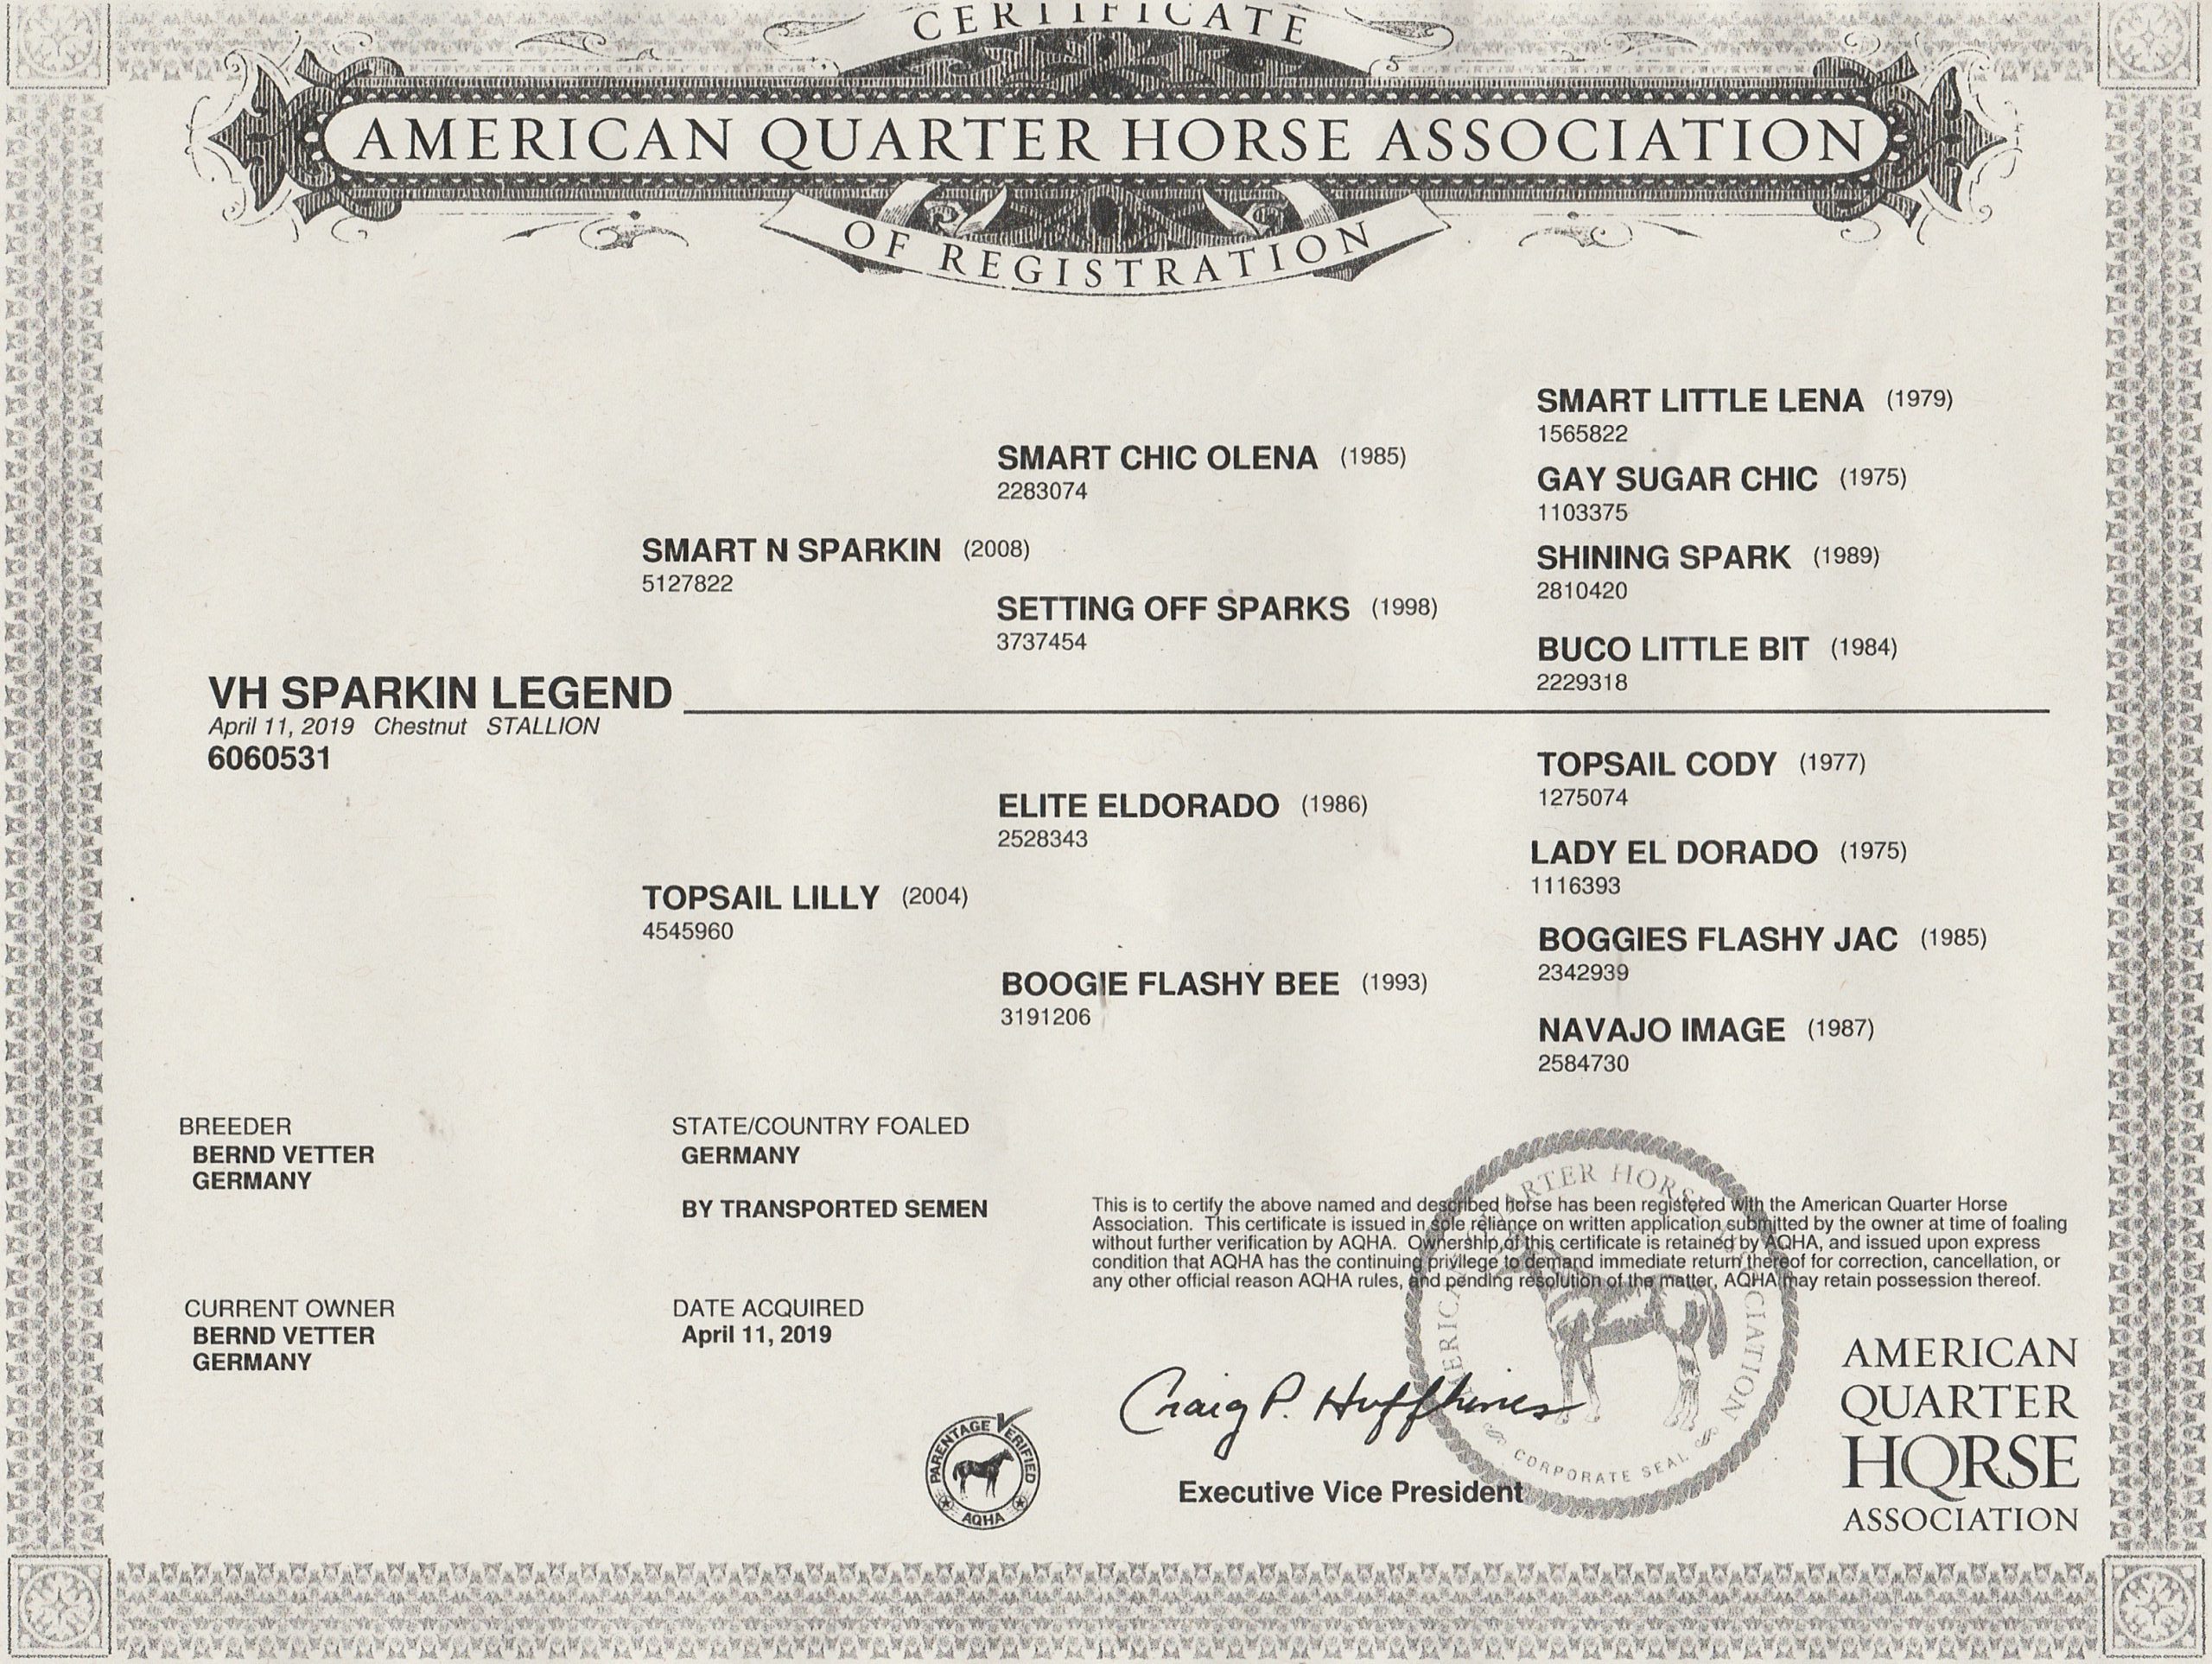 CERTIFICATE
AMERICAN QUARTER HORSE ASSOCIATION
OF REGISTRATION
SMART LITTLE LENA (1979)
1565822
SMART CHIC OLENA (1985)
2283074
GAY SUGAR CHIC (1975)
1103375
SMART N SPARKIN (2008)
5127822
SHINING SPARK (1989)
2810420
SETTING OFF SPARKS (1998)
3737454
BUCO LITTLE BIT (1984)
2229318
VH SPARKIN LEGEND
April 11, 2019 Chestnut STALLION
6060531
TOPSAIL CODY (1977)
1275074
ELITE ELDORADO (1986)
2528343
LADY EL DORADO (1975)
1116393
TOPSAIL LILLY (2004)
4545960
BOGGIES FLASHY JAC (1985)
2342939
BOOGIE FLASHY BEE (1993)
3191206
NAVAJO IMAGE (1987)
2584730
BREEDER
BERND VETTER
GERMANY
STATE/COUNTRY FOALED
GERMANY
BY TRANSPORTED SEMEN
This is to certify the above named and described horse has been registered with the American Quarter Horse
Association. This certificate is issued in sole reliance on written application submitted by the owner at time of foaling
without further verification by AQHA. Ownership of this certificate is retained by AQHA, and issued upon express
condition that AQHA has the continuing privilege to demand immediate return thereof for correction, cancellation, or
any other official reason AQHA rules, and pending resolution of the matter, AQHA may retain possession thereof.
CURRENT OWNER
BERND VETTER
GERMANY
DATE ACQUIRED
April 11, 2019
PARENTAGE VERIFIED
AQHA
Craig P. Huffhines
Executive Vice President
HORSE
ASSOCIATION
CORPORATE SEAL
AMERICAN
QUARTER
HORSE
ASSOCIATION